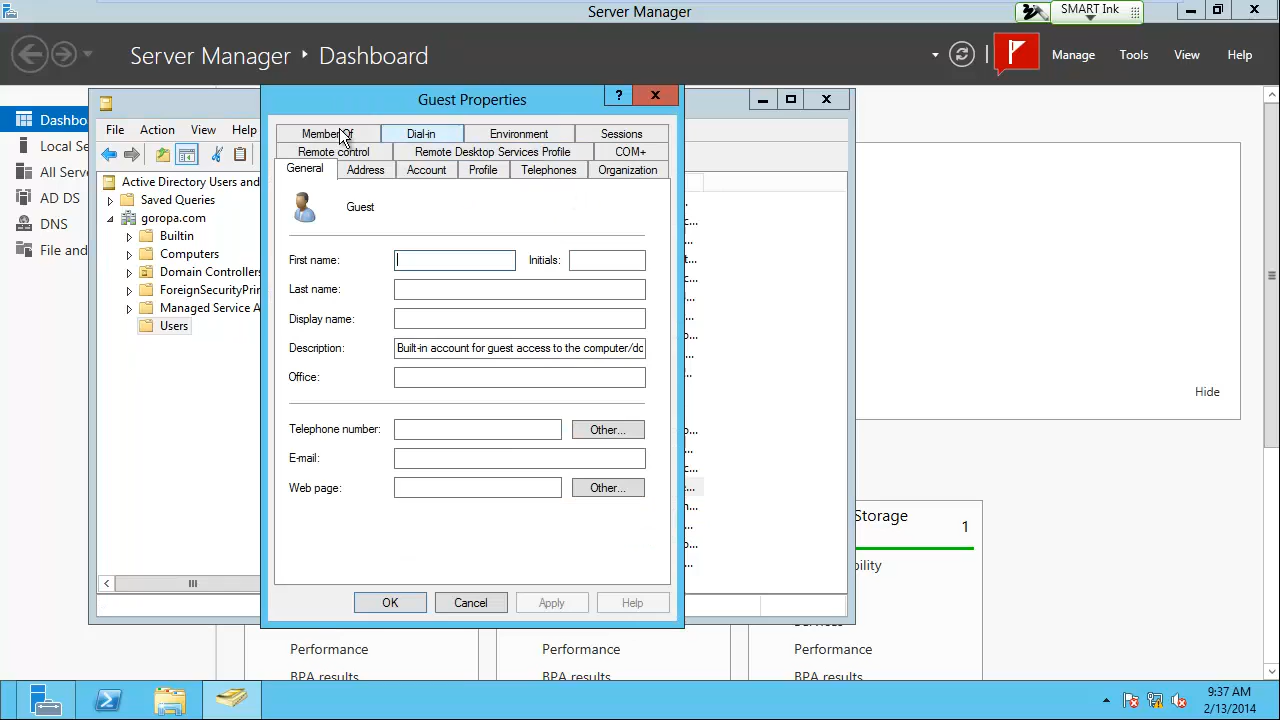 Server Manager
SMART Ink
Server Manager ‣ Dashboard
Manage Tools View Help
Guest Properties
File Action View Help
Active Directory Users and
Saved Queries
goropa.com
Builtin
Computers
Domain Controllers
ForeignSecurityPrin
Managed Service A
Users
Dashbo
Local Se
All Serve
AD DS
DNS
File and
Member Of Dial-in Environment Sessions
Remote control Remote Desktop Services Profile COM+
General Address Account Profile Telephones Organization
Guest
First name: Initials:
Last name:
Display name:
Description: Built-in account for guest access to the computer/do
Office:
Telephone number: Other...
E-mail:
Web page: Other...
OK Cancel Apply Help
Hide
Storage 1
Performance Performance Performance
BPA results BPA results BPA results
9:37 AM
2/13/2014